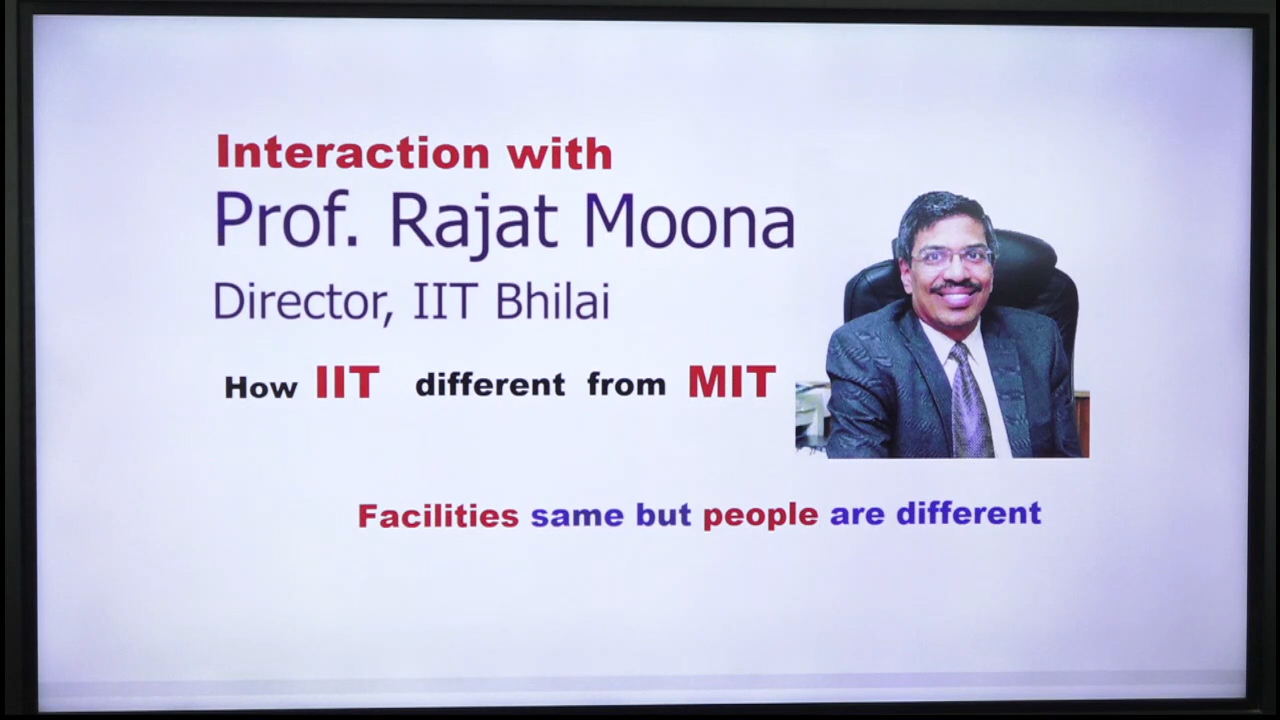 Interaction with
Prof. Rajat Moona
Director, IIT Bhilai
How IIT different from MIT
Facilities same but people are different